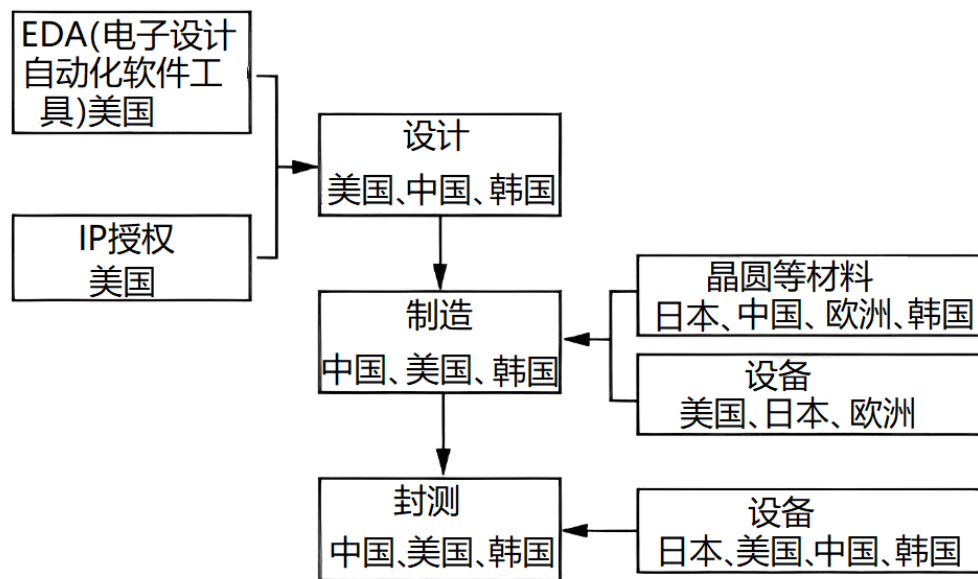 EDA(电子设计
自动化软件工
具)美国
IP授权
美国
设计
美国、中国、韩国
制造
中国、美国、韩国
晶圆等材料
日本、中国、欧洲、韩国
设备
美国、日本、欧洲
封测
中国、美国、韩国
设备
日本、美国、中国、韩国